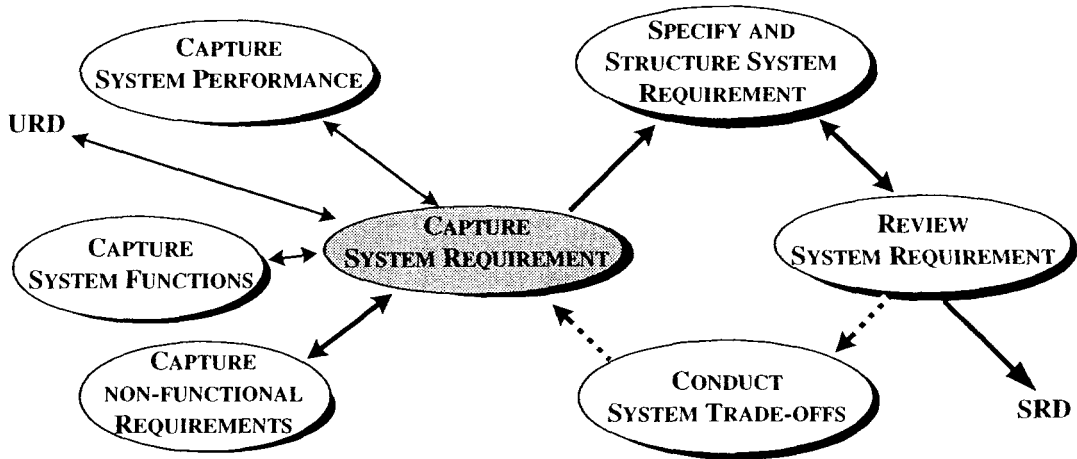 CAPTURE
SYSTEM PERFORMANCE
SPECIFY AND
STRUCTURE SYSTEM
REQUIREMENT
URD
CAPTURE
SYSTEM REQUIREMENT
REVIEW
SYSTEM REQUIREMENT
CAPTURE
SYSTEM FUNCTIONS
CAPTURE
NON-FUNCTIONAL
REQUIREMENTS
CONDUCT
SYSTEM TRADE-OFFS
SRD